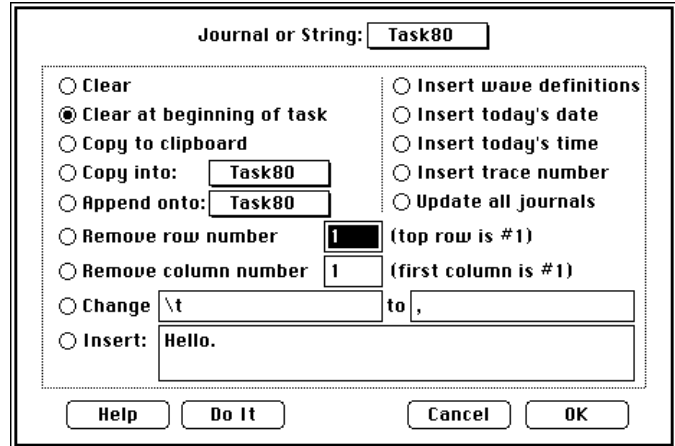 Journal or String: Task80
Clear
Clear at beginning of task
Copy to clipboard
Copy into: Task80
Append onto: Task80
Insert wave definitions
Insert today's date
Insert today's time
Insert trace number
Update all journals
Remove row number 1 (top row is #1)
Remove column number 1 (first column is #1)
Change \t to ,
Insert: Hello.
Help Do It Cancel OK